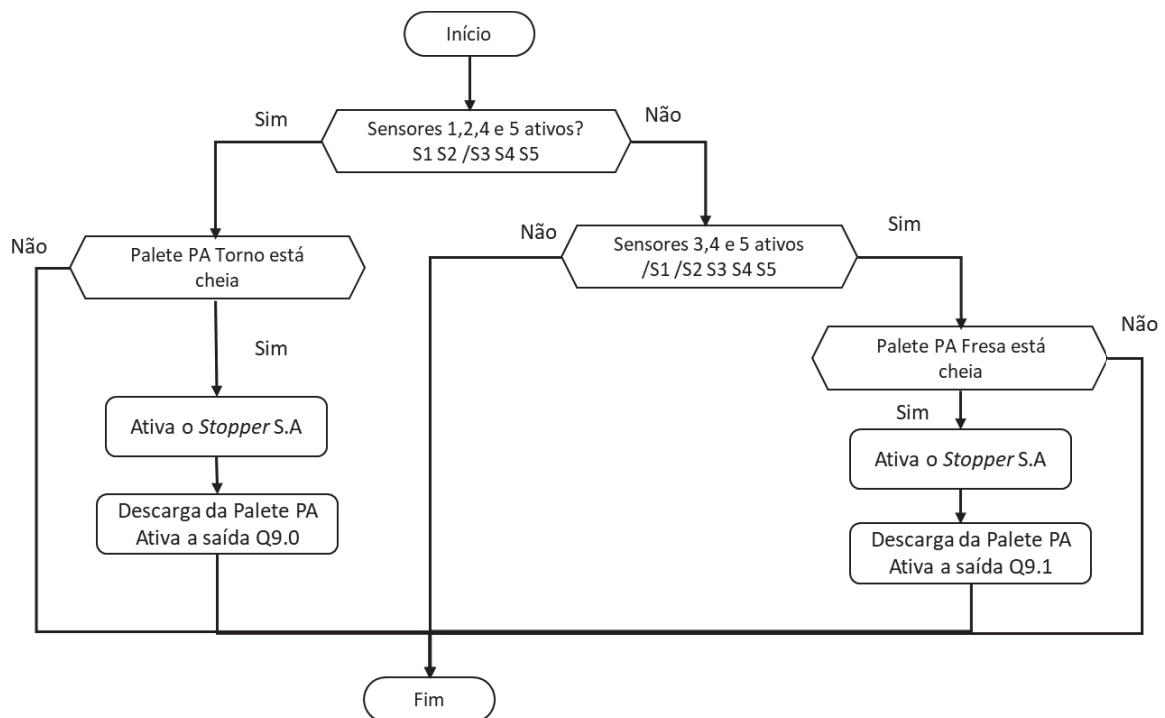 Início
Sim
Não
Sensores 1,2,4 e 5 ativos?
S1 S2 /S3 S4 S5
Não
Palete PA Torno está
cheia
Não
Sim
Sensores 3,4 e 5 ativos
/S1 /S2 S3 S4 S5
Sim
Não
Palete PA Fresa está
cheia
Sim
Ativa o Stopper S.A
Ativa o Stopper S.A
Descarga da Palete PA
Ativa a saída Q9.0
Descarga da Palete PA
Ativa a saída Q9.1
Fim